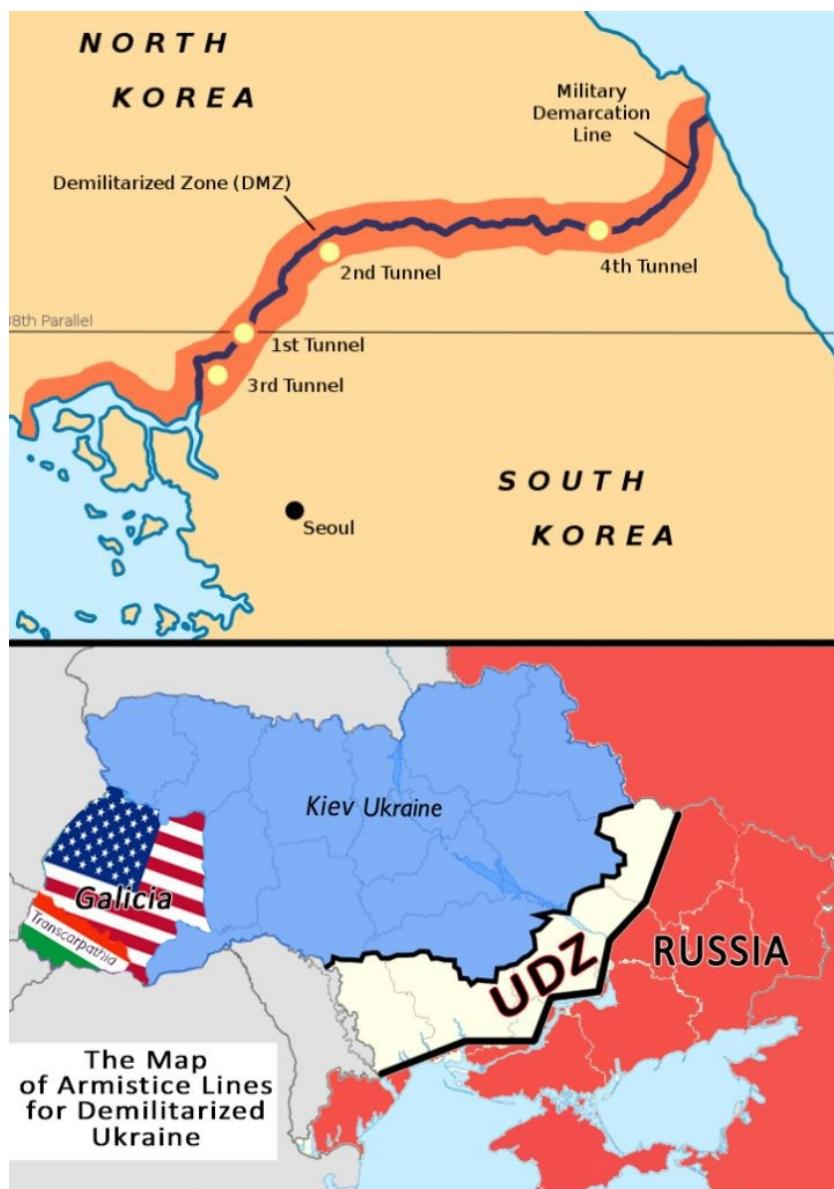 NORTH
KOREA
Military
Demarcation
Line
Demilitarized Zone (DMZ)
2nd Tunnel
4th Tunnel
8th Parallel
1st Tunnel
3rd Tunnel
SOUTH
KOREA
Seoul
Kiev Ukraine
Galicia
Transcarpathia
UDZ
RUSSIA
The Map
of Armistice Lines
for Demilitarized
Ukraine